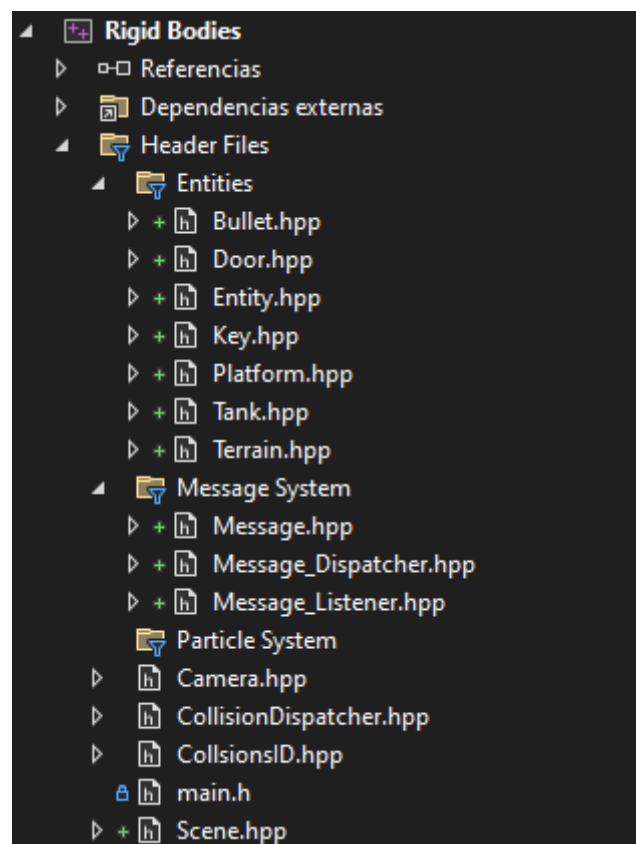 Rigid Bodies
Referencias
Dependencias externas
Header Files
Entities
Bullet.hpp
Door.hpp
Entity.hpp
Key.hpp
Platform.hpp
Tank.hpp
Terrain.hpp
Message System
Message.hpp
Message_Dispatcher.hpp
Message_Listener.hpp
Particle System
Camera.hpp
CollisionDispatcher.hpp
CollsionsID.hpp
main.h
Scene.hpp